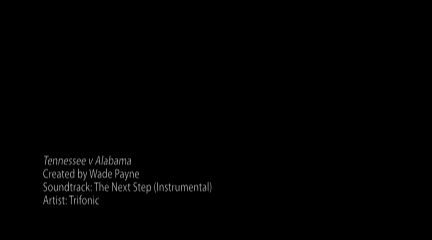 Tennessee v Alabama
Created by Wade Payne
Soundtrack: The Next Step (Instrumental)
Artist: Trifonic